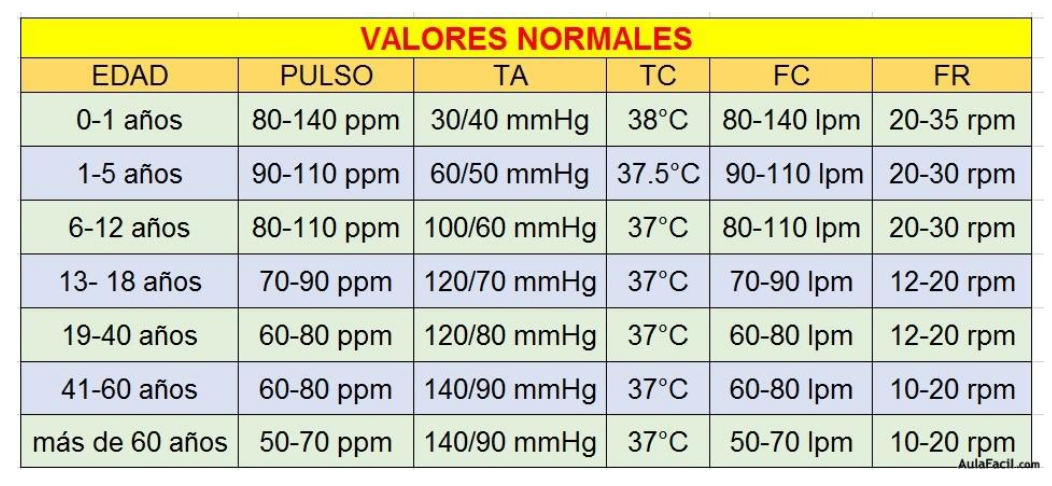 VALORES NORMALES
EDAD PULSO TA TC FC FR
0-1 años 80-140 ppm 30/40 mmHg 38°C 80-140 lpm 20-35 rpm
1-5 años 90-110 ppm 60/50 mmHg 37.5°C 90-110 lpm 20-30 rpm
6-12 años 80-110 ppm 100/60 mmHg 37°C 80-110 lpm 20-30 rpm
13- 18 años 70-90 ppm 120/70 mmHg 37°C 70-90 lpm 12-20 rpm
19-40 años 60-80 ppm 120/80 mmHg 37°C 60-80 lpm 12-20 rpm
41-60 años 60-80 ppm 140/90 mmHg 37°C 60-80 lpm 10-20 rpm
más de 60 años 50-70 ppm 140/90 mmHg 37°C 50-70 lpm 10-20 rpm
AulaFacil.com